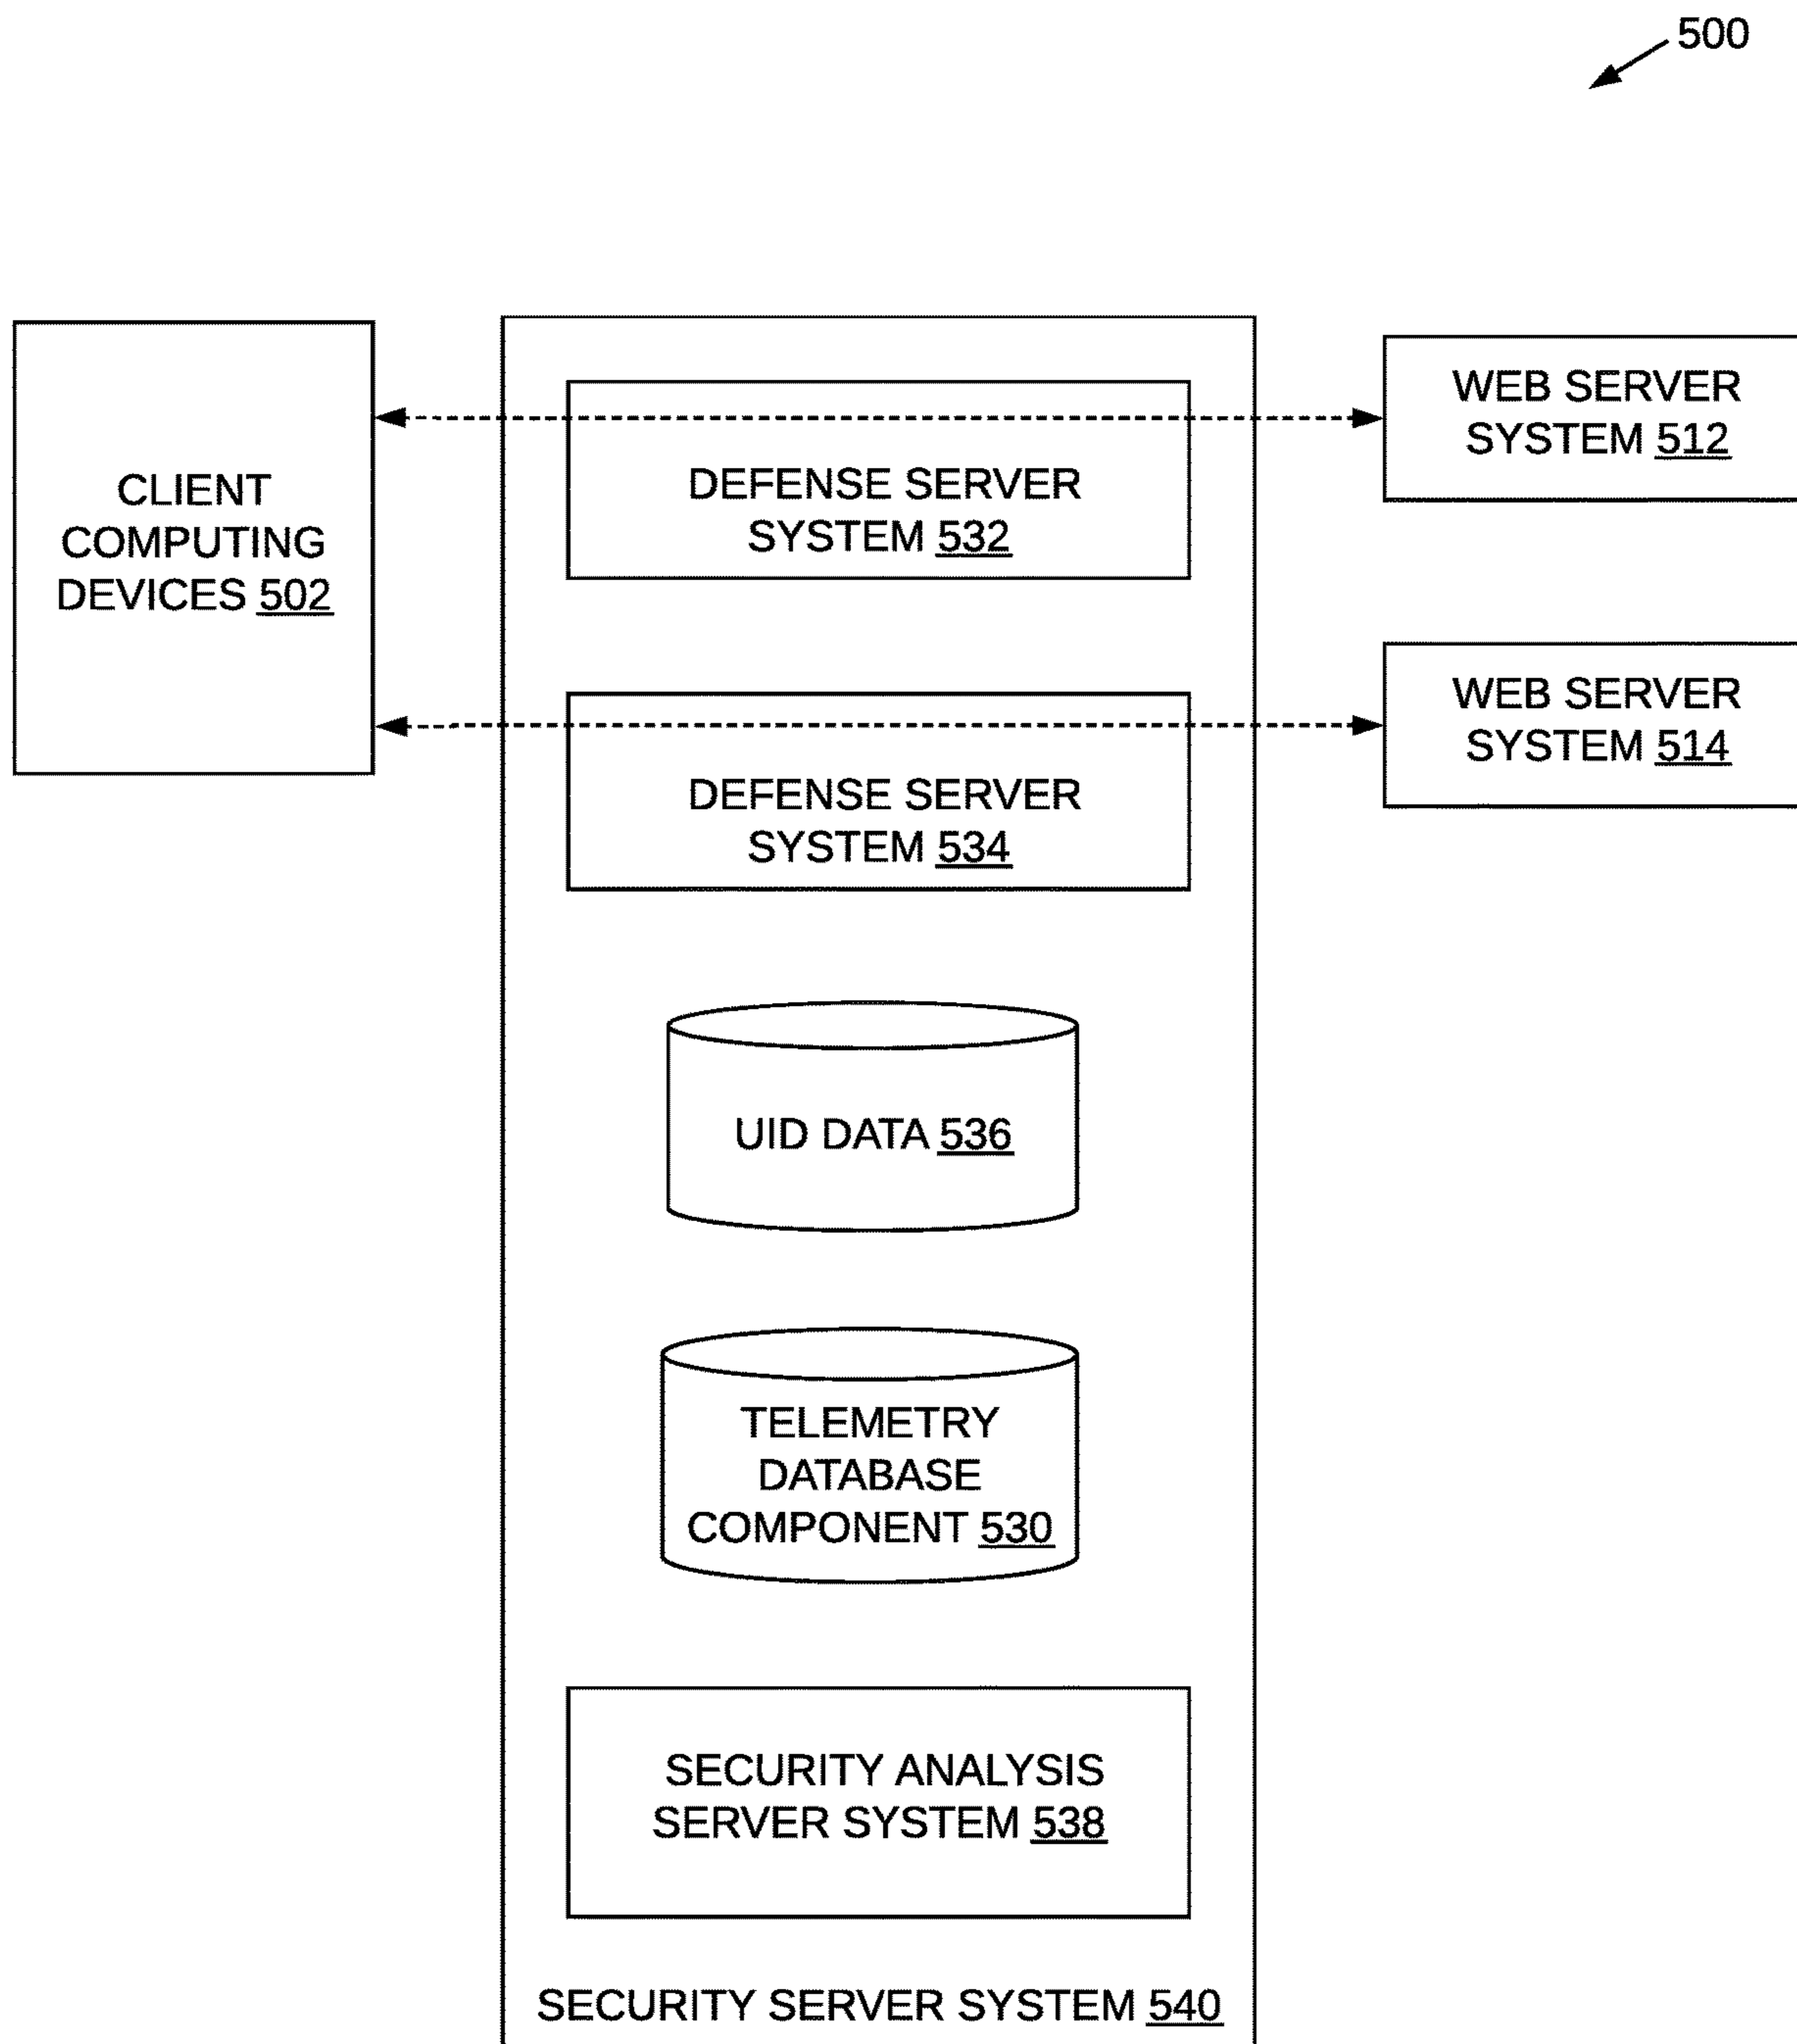 500
CLIENT
COMPUTING
DEVICES 502
DEFENSE SERVER
SYSTEM 532
WEB SERVER
SYSTEM 512
DEFENSE SERVER
SYSTEM 534
WEB SERVER
SYSTEM 514
UID DATA 536
TELEMETRY
DATABASE
COMPONENT 530
SECURITY ANALYSIS
SERVER SYSTEM 538
SECURITY SERVER SYSTEM 540